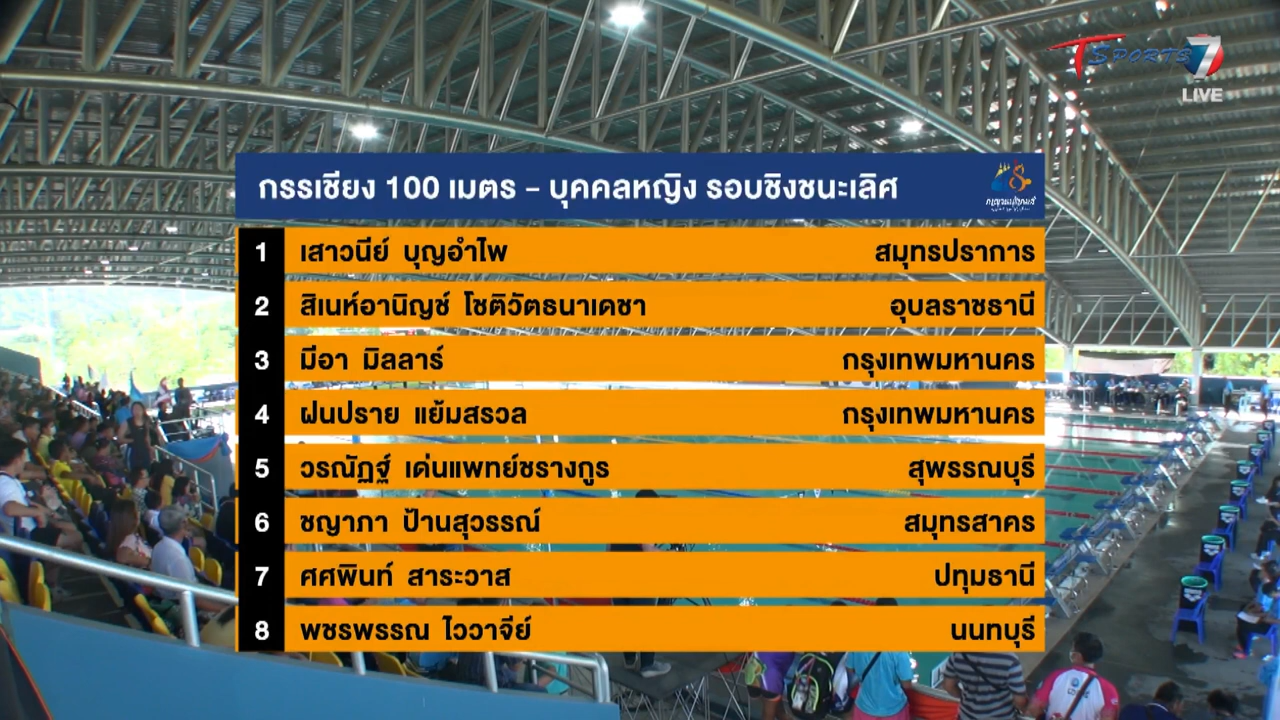 T SPORTS 7
LIVE
กรรเชียง 100 เมตร - บุคคลหญิง รอบชิงชนะเลิศ
1 เสาวนีย์ บุญอำไพ สมุทรปราการ
2 สิเนห์อานิญช์ โชติวัตธนาเดชา อุบลราชธานี
3 มีอา มิลลาร์ กรุงเทพมหานคร
4 ฝนปราย แย้มสรวล กรุงเทพมหานคร
5 วรณัฏฐ์ เด่นแพทย์ชรางกูร สุพรรณบุรี
6 ชญาภา ป้านสุวรรณ์ สมุทรสาคร
7 ศศพินท์ สาระวาส ปทุมธานี
8 พชรพรรณ ไววาจีย์ นนทบุรี